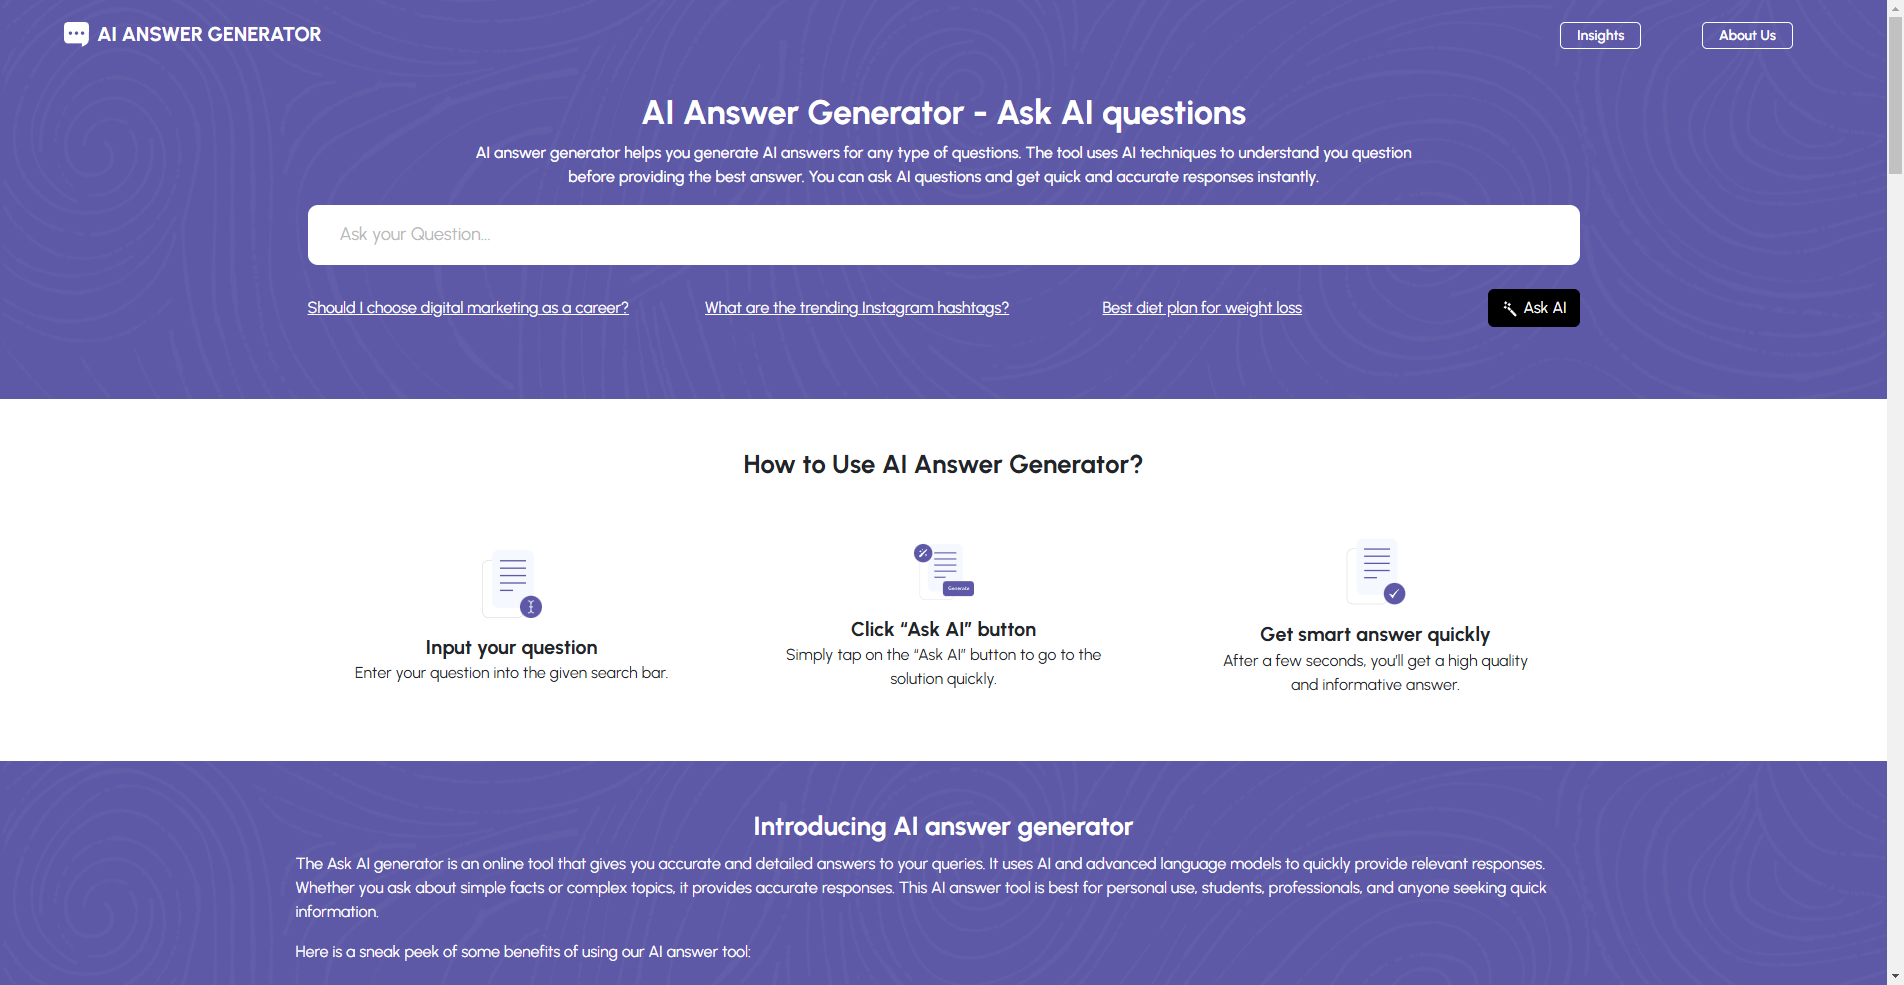 AI ANSWER GENERATOR
Insights
About Us
AI Answer Generator - Ask AI questions
AI answer generator helps you generate AI answers for any type of questions. The tool uses AI techniques to understand you question
before providing the best answer. You can ask AI questions and get quick and accurate responses instantly.
Ask your Question...
Should I choose digital marketing as a career?
What are the trending Instagram hashtags?
Best diet plan for weight loss
Ask AI
How to Use AI Answer Generator?
Input your question
Enter your question into the given search bar.
Generate
Click “Ask AI” button
Simply tap on the “Ask AI” button to go to the
solution quickly.
Get smart answer quickly
After a few seconds, you'll get a high quality
and informative answer.
Introducing AI answer generator
The Ask AI generator is an online tool that gives you accurate and detailed answers to your queries. It uses AI and advanced language models to quickly provide relevant responses.
Whether you ask about simple facts or complex topics, it provides accurate responses. This AI answer tool is best for personal use, students, professionals, and anyone seeking quick
information.
Here is a sneak peek of some benefits of using our AI answer tool: